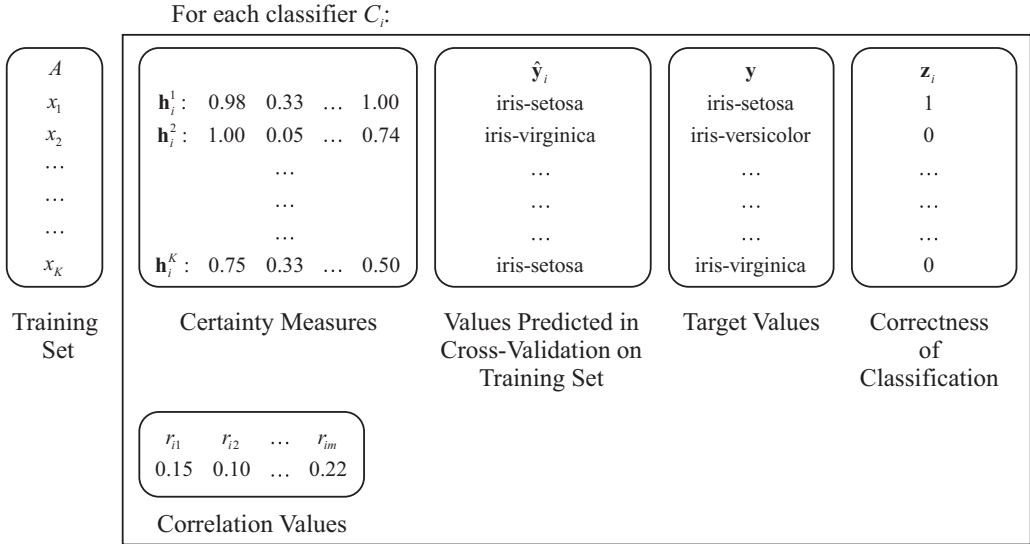 For each classifier C_i:
A ŷ_i y z_i
x_1 h_i^1: 0.98 0.33 … 1.00 iris-setosa iris-setosa 1
x_2 h_i^2: 1.00 0.05 … 0.74 iris-virginica iris-versicolor 0
… … … … …
… … … … …
… … … … …
x_K h_i^K: 0.75 0.33 … 0.50 iris-setosa iris-virginica 0
Training
Set
Certainty Measures
Values Predicted in
Cross-Validation on
Training Set
Target Values
Correctness
of
Classification
r_i1 r_i2 … r_im
0.15 0.10 … 0.22
Correlation Values